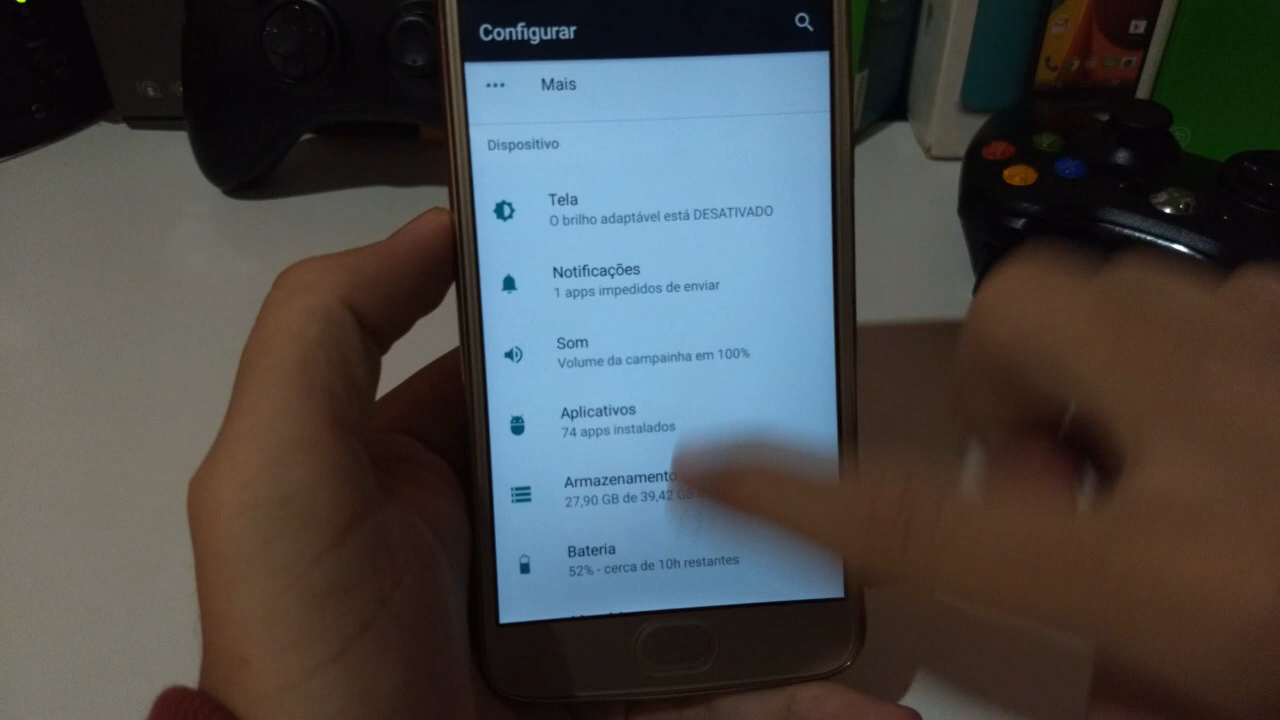 Configurar
Mais
Dispositivo
Tela
O brilho adaptável está DESATIVADO
Notificações
1 apps impedidos de enviar
Som
Volume da campainha em 100%
Aplicativos
74 apps instalados
Armazenamento
27,90 GB de 39,42 GB
Bateria
52% - cerca de 10h restantes